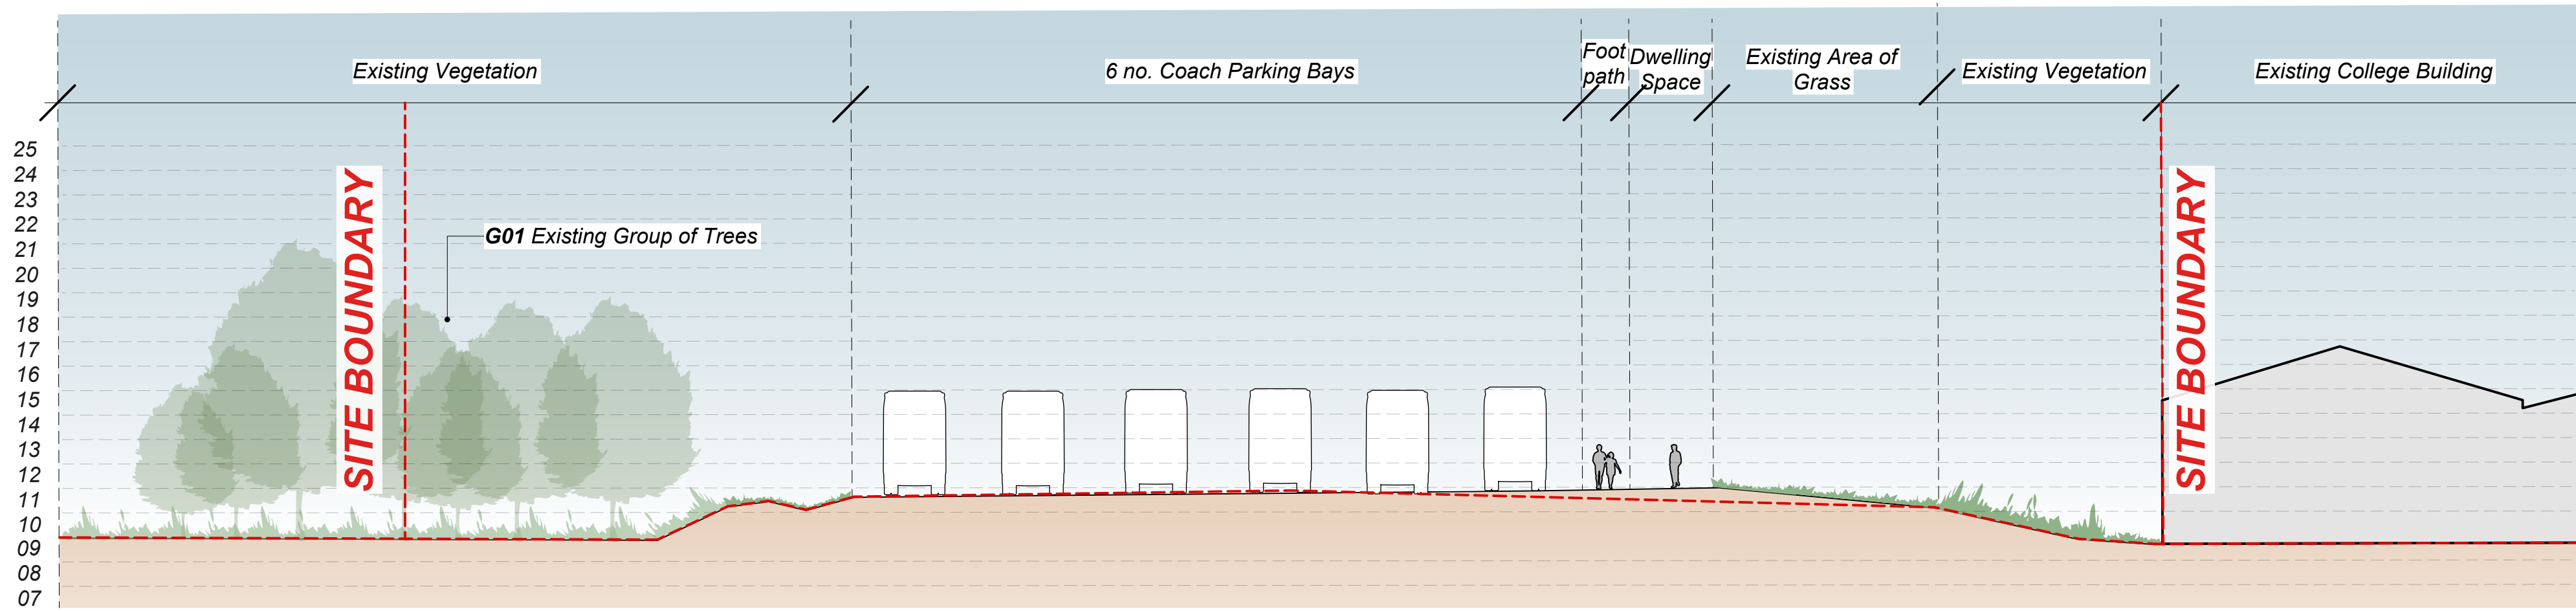 Existing Vegetation
6 no. Coach Parking Bays
Foot
path
Dwelling
Space
Existing Area of
Grass
Existing Vegetation
Existing College Building
25
24
23
22
21
20
19
18
17
16
15
14
13
12
11
10
09
08
07
SITE BOUNDARY
G01 Existing Group of Trees
SITE BOUNDARY